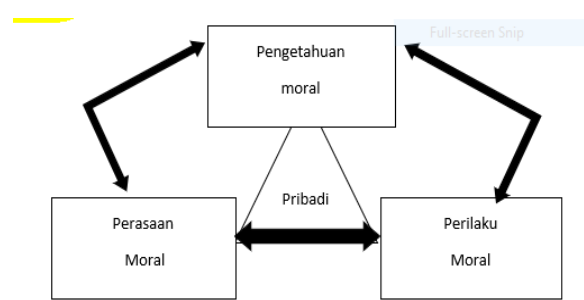 Full-screen Snip
Pengetahuan
moral
Pribadi
Perasaan
Moral
Perilaku
Moral